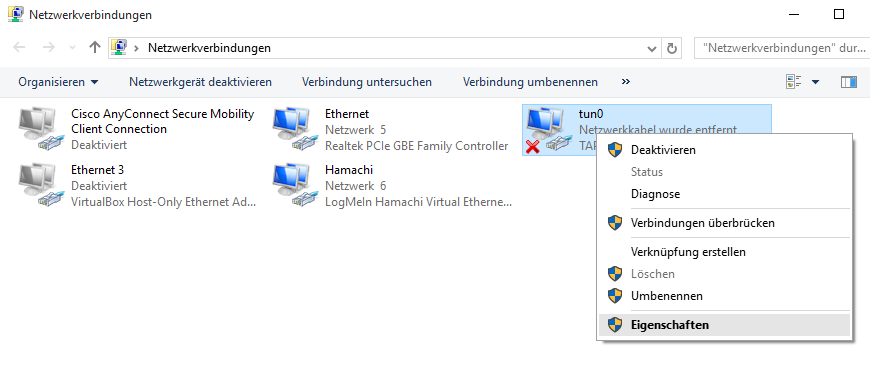 Netzwerkverbindungen
Netzwerkverbindungen
"Netzwerkverbindungen" dur...
Organisieren
Netzwerkgerät deaktivieren
Verbindung untersuchen
Verbindung umbenennen
»
Cisco AnyConnect Secure Mobility
Client Connection
Deaktiviert
Ethernet
Netzwerk 5
Realtek PCIe GBE Family Controller
tun0
Netzwerkkabel wurde entfernt
TAP
Ethernet 3
Deaktiviert
VirtualBox Host-Only Ethernet Ad...
Hamachi
Netzwerk 6
LogMeIn Hamachi Virtual Etherne...
Deaktivieren
Status
Diagnose
Verbindungen überbrücken
Verknüpfung erstellen
Löschen
Umbenennen
Eigenschaften